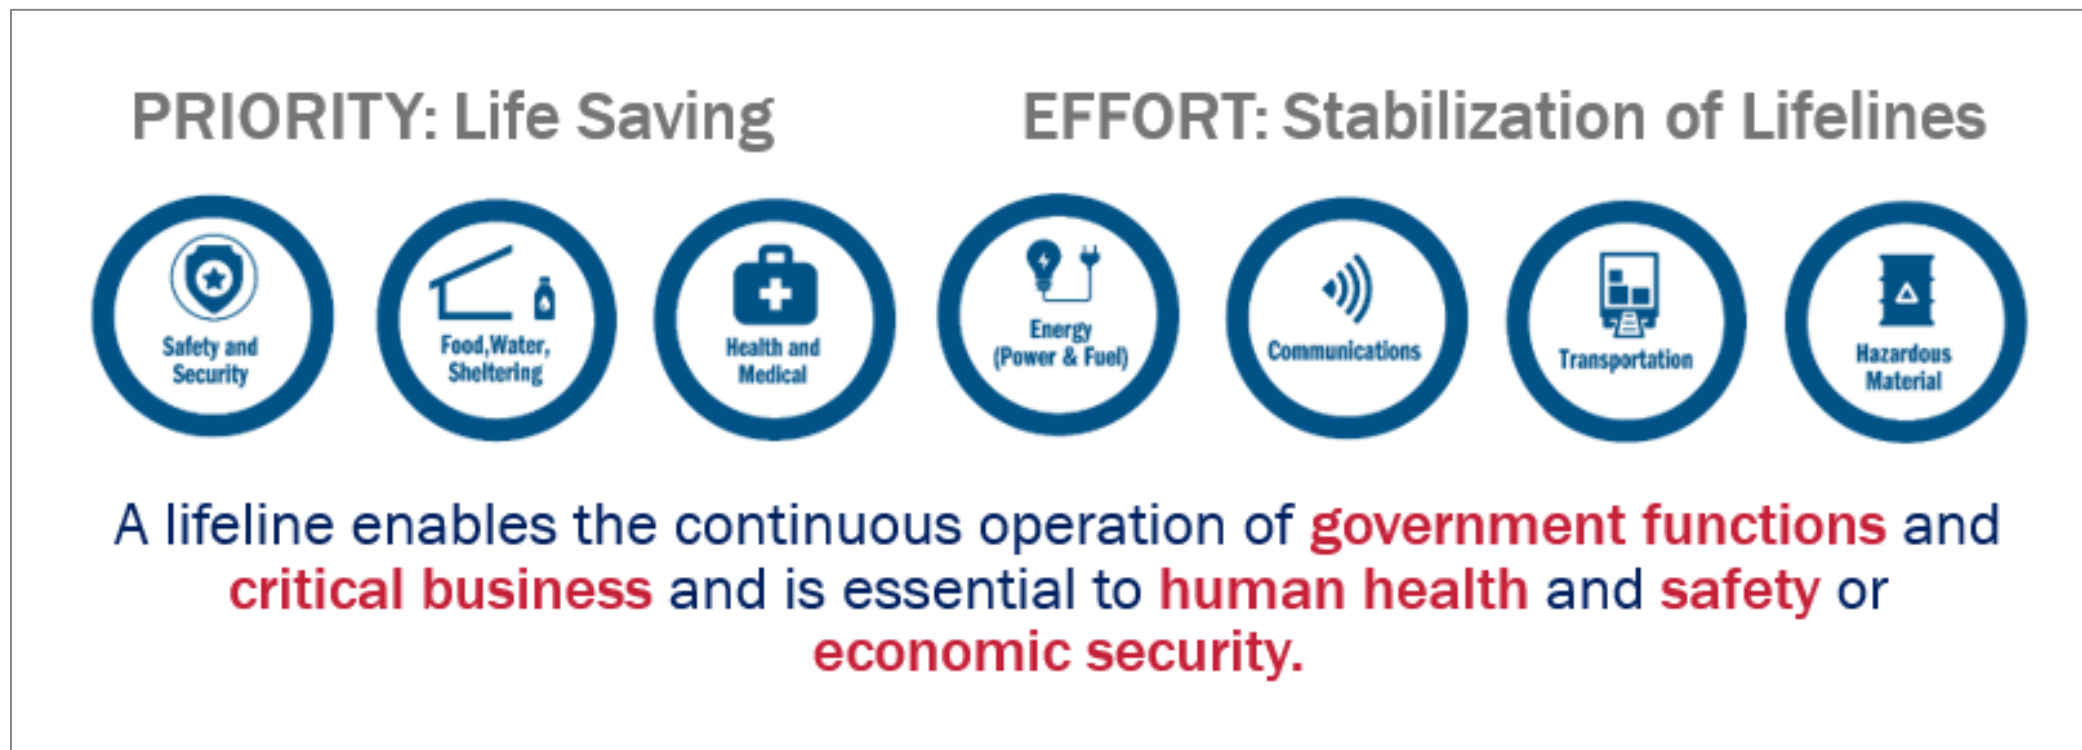 PRIORITY: Life Saving
EFFORT: Stabilization of Lifelines
Safety and
Security
Food,Water,
Sheltering
Health and
Medical
Energy
(Power & Fuel)
Communications
Transportation
Hazardous
Material
A lifeline enables the continuous operation of government functions and
critical business and is essential to human health and safety or
economic security.